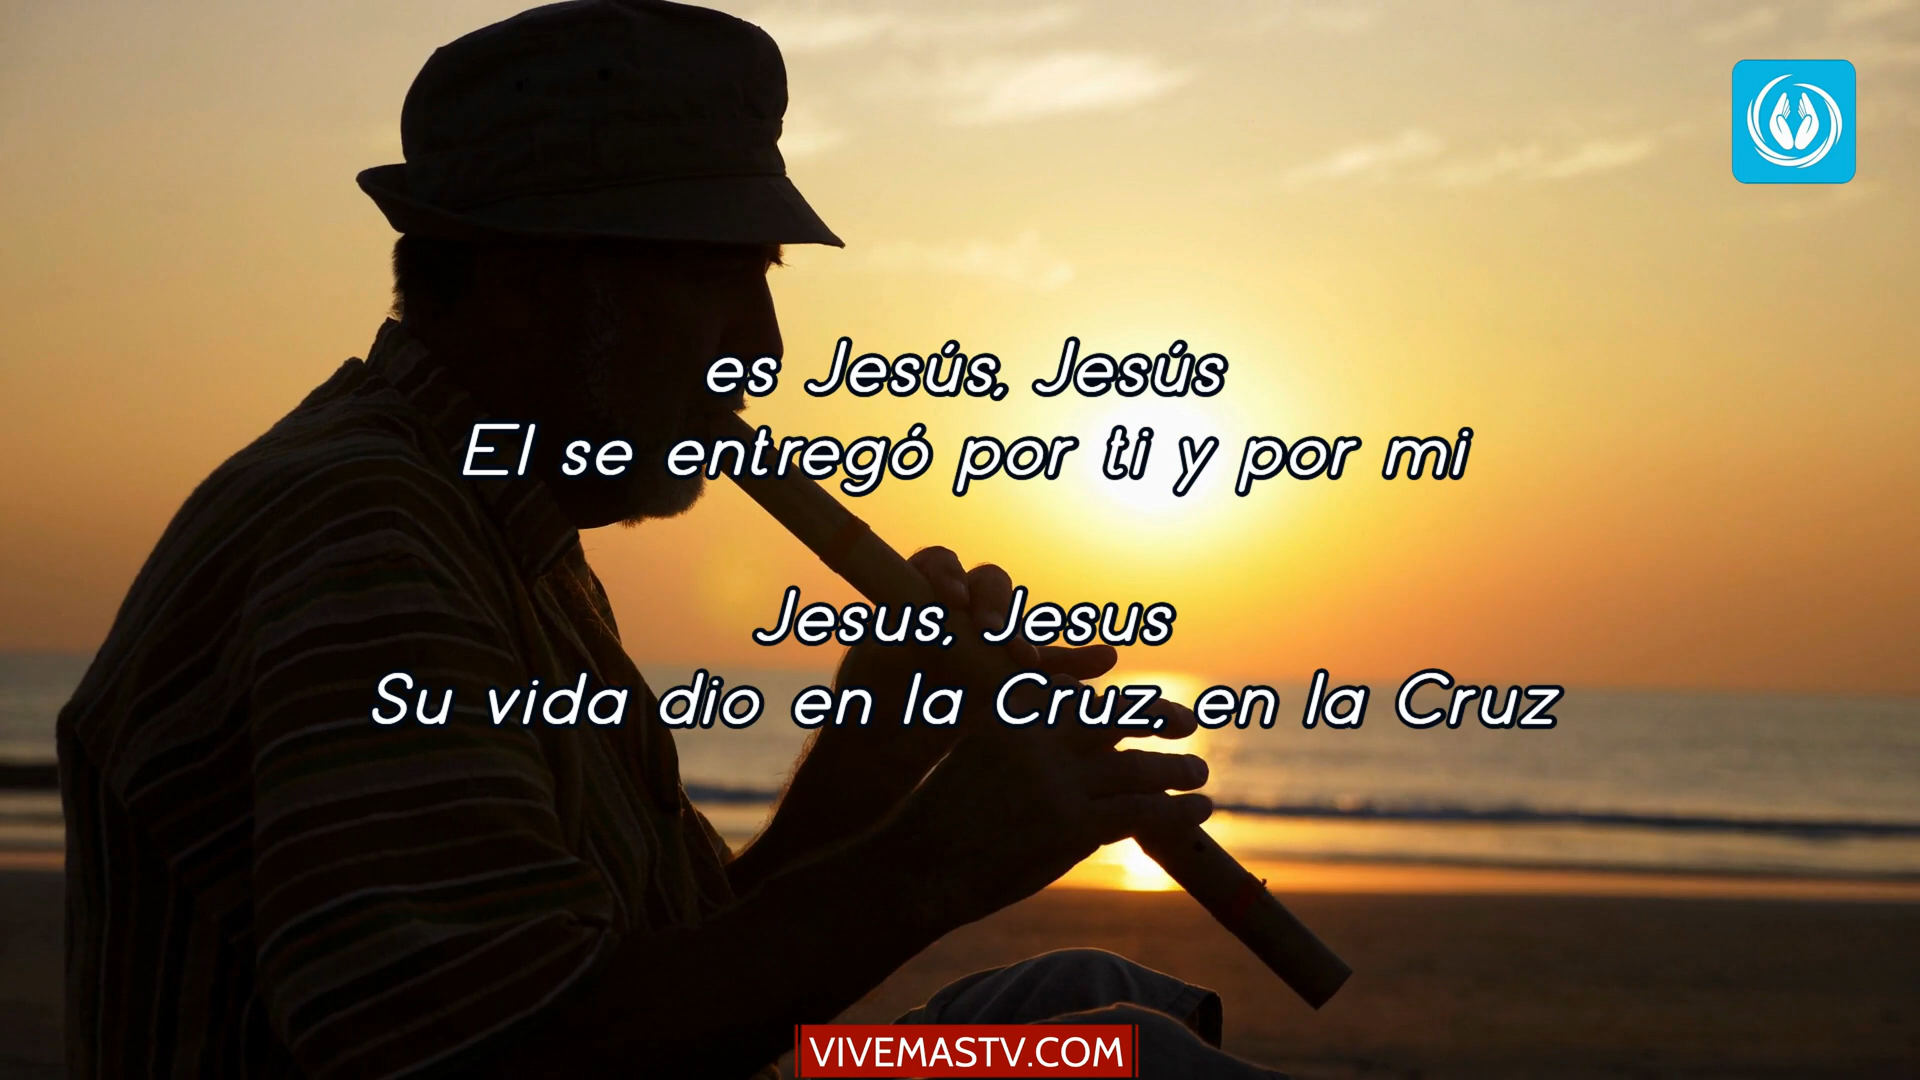 es Jesús, Jesús
El se entregó por ti y por mi
Jesus, Jesus
Su vida dio en la Cruz, en la Cruz
VIVEMASTV.COM